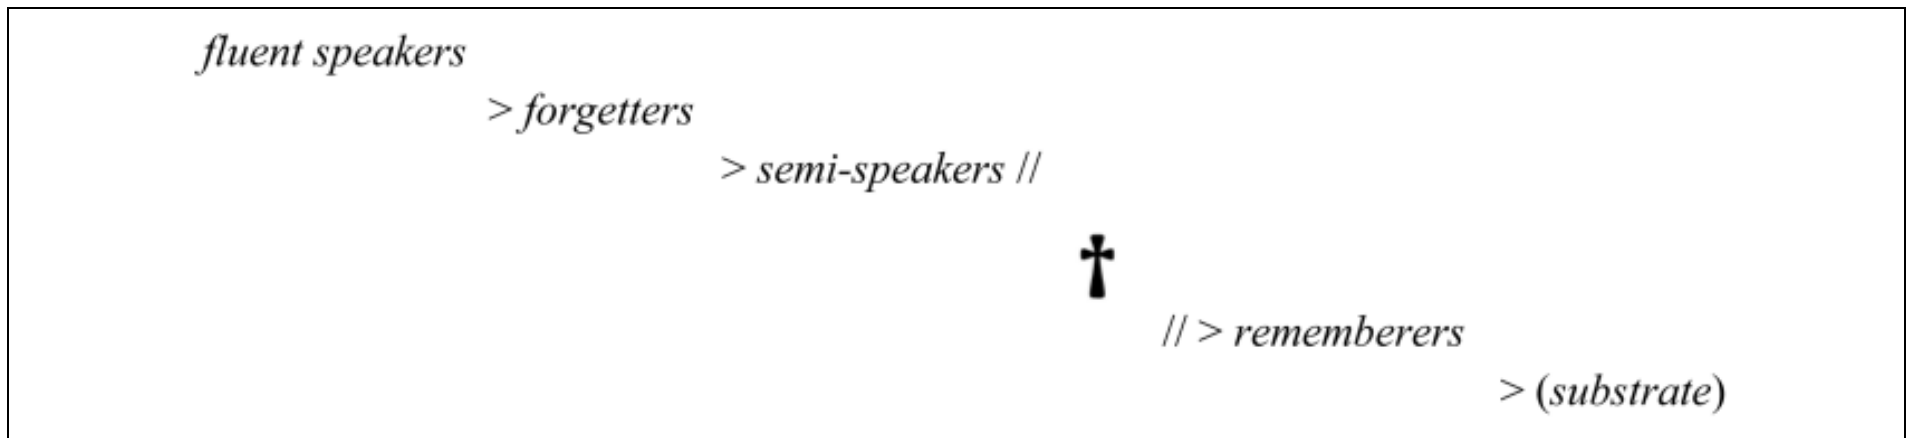 fluent speakers
> forgetters
> semi-speakers //
†
// > rememberers
> (substrate)